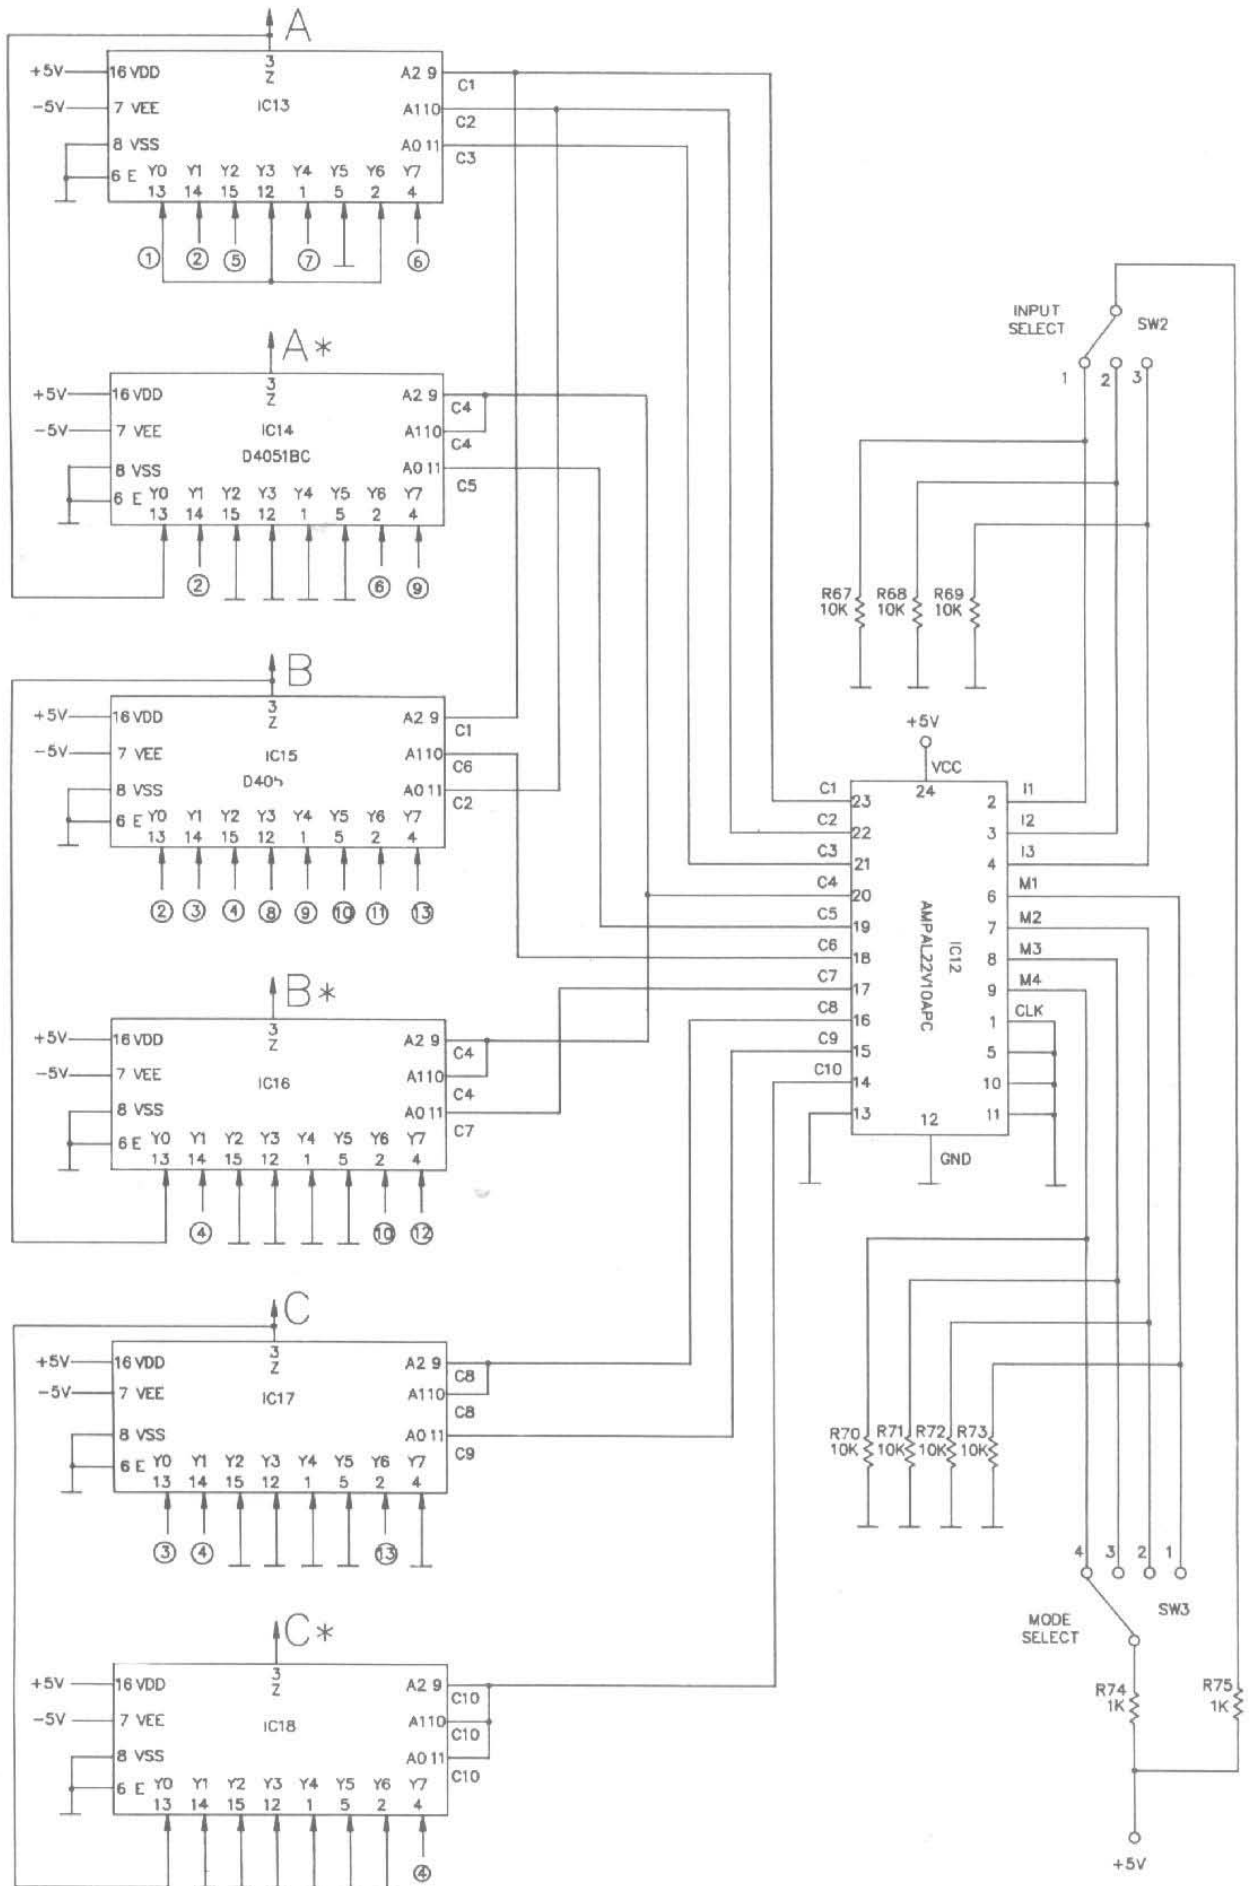 A
3
Z
+5V 16 VDD IC13 A2 9 C1
-5V 7 VEE A1 10 C2
8 VSS A0 11 C3
6 E Y0 Y1 Y2 Y3 Y4 Y5 Y6 Y7
13 14 15 12 1 5 2 4
1 2 5 7 6
A*
3
Z
+5V 16 VDD A2 9 C4
-5V 7 VEE IC14 A1 10 C4
D4051BC
8 VSS A0 11 C5
6 E Y0 Y1 Y2 Y3 Y4 Y5 Y6 Y7
13 14 15 12 1 5 2 4
2 6 9
B
3
Z
+5V 16 VDD A2 9 C1
-5V 7 VEE IC15 A1 10 C6
D405
8 VSS A0 11 C2
6 E Y0 Y1 Y2 Y3 Y4 Y5 Y6 Y7
13 14 15 12 1 5 2 4
2 3 4 8 9 10 11 13
B*
3
Z
+5V 16 VDD A2 9 C4
-5V 7 VEE IC16 A1 10 C4
8 VSS A0 11 C7
6 E Y0 Y1 Y2 Y3 Y4 Y5 Y6 Y7
13 14 15 12 1 5 2 4
4 10 12
C
3
Z
+5V 16 VDD A2 9 C8
-5V 7 VEE IC17 A1 10 C8
8 VSS A0 11 C9
6 E Y0 Y1 Y2 Y3 Y4 Y5 Y6 Y7
13 14 15 12 1 5 2 4
3 4 13
C*
3
Z
+5V 16 VDD A2 9 C10
-5V 7 VEE IC18 A1 10 C10
8 VSS A0 11 C10
6 E Y0 Y1 Y2 Y3 Y4 Y5 Y6 Y7
13 14 15 12 1 5 2 4
4
INPUT
SELECT
SW2
1 2 3
R67 R68 R69
10K 10K 10K
+5V
VCC
24
C1 23 2 I1
C2 22 3 I2
C3 21 4 I3
C4 20 6 M1
C5 19 7 M2
C6 18 8 M3
C7 17 9 M4
C8 16 1 CLK
C9 15 5
C10 14 10
13 12 11
GND
IC12
AMPAL22V10APC
R70 R71 R72 R73
10K 10K 10K 10K
4 3 2 1
SW3
MODE
SELECT
R74
1K
R75
1K
+5V